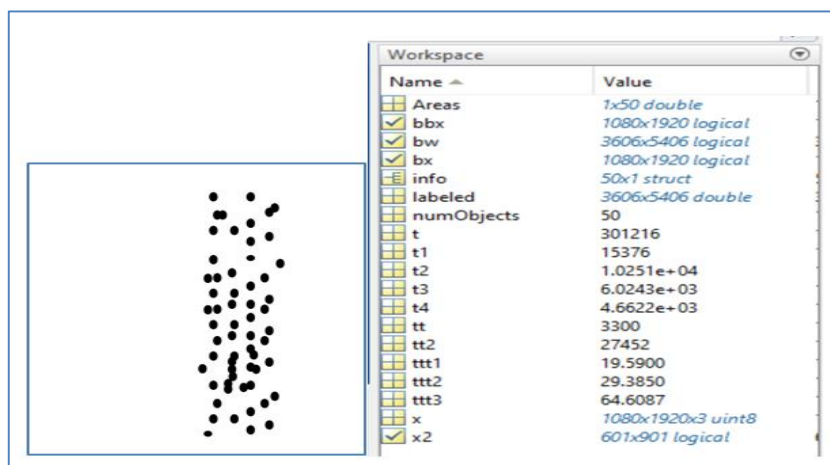 Workspace
Name Value
Areas 1x50 double
bbx 1080x1920 logical
bw 3606x5406 logical
bx 1080x1920 logical
info 50x1 struct
labeled 3606x5406 double
numObjects 50
t 301216
t1 15376
t2 1.0251e+04
t3 6.0243e+03
t4 4.6622e+03
tt 3300
tt2 27452
ttt1 19.5900
ttt2 29.3850
ttt3 64.6087
x 1080x1920x3 uint8
x2 601x901 logical